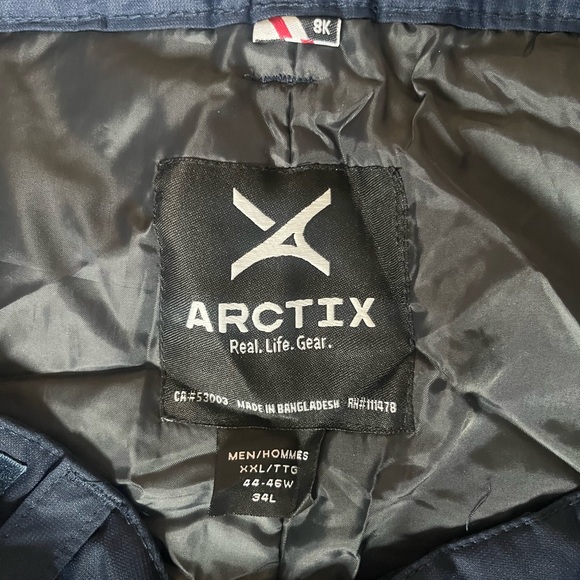 8K
ARCTIX
Real. Life. Gear.
CA#53003 MADE IN BANGLADESH RN#111478
MEN/HOMMES
XXL/TTG
44-46W
34L